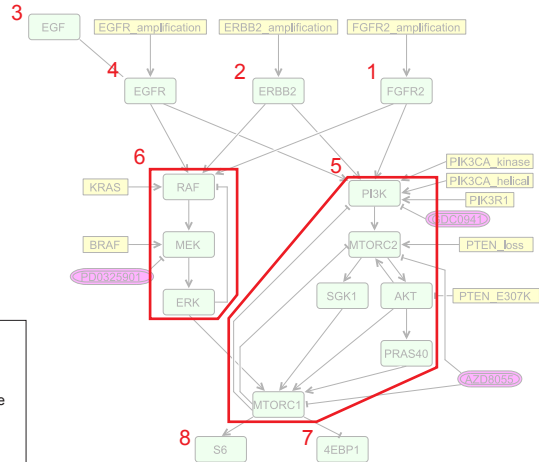 3 EGF EGFR_amplification ERBB2_amplification FGFR2_amplification
4 2 1
EGFR ERBB2 FGFR2
6 5
KRAS RAF PI3K PIK3CA_kinase
PIK3CA_helical
PIK3R1
GDC0941
BRAF MEK MTORC2 PTEN_loss
PD0325901
ERK SGK1 AKT PTEN_E307K
PRAS40
AZD8055
e
MTORC1
8 7
S6 4EBP1